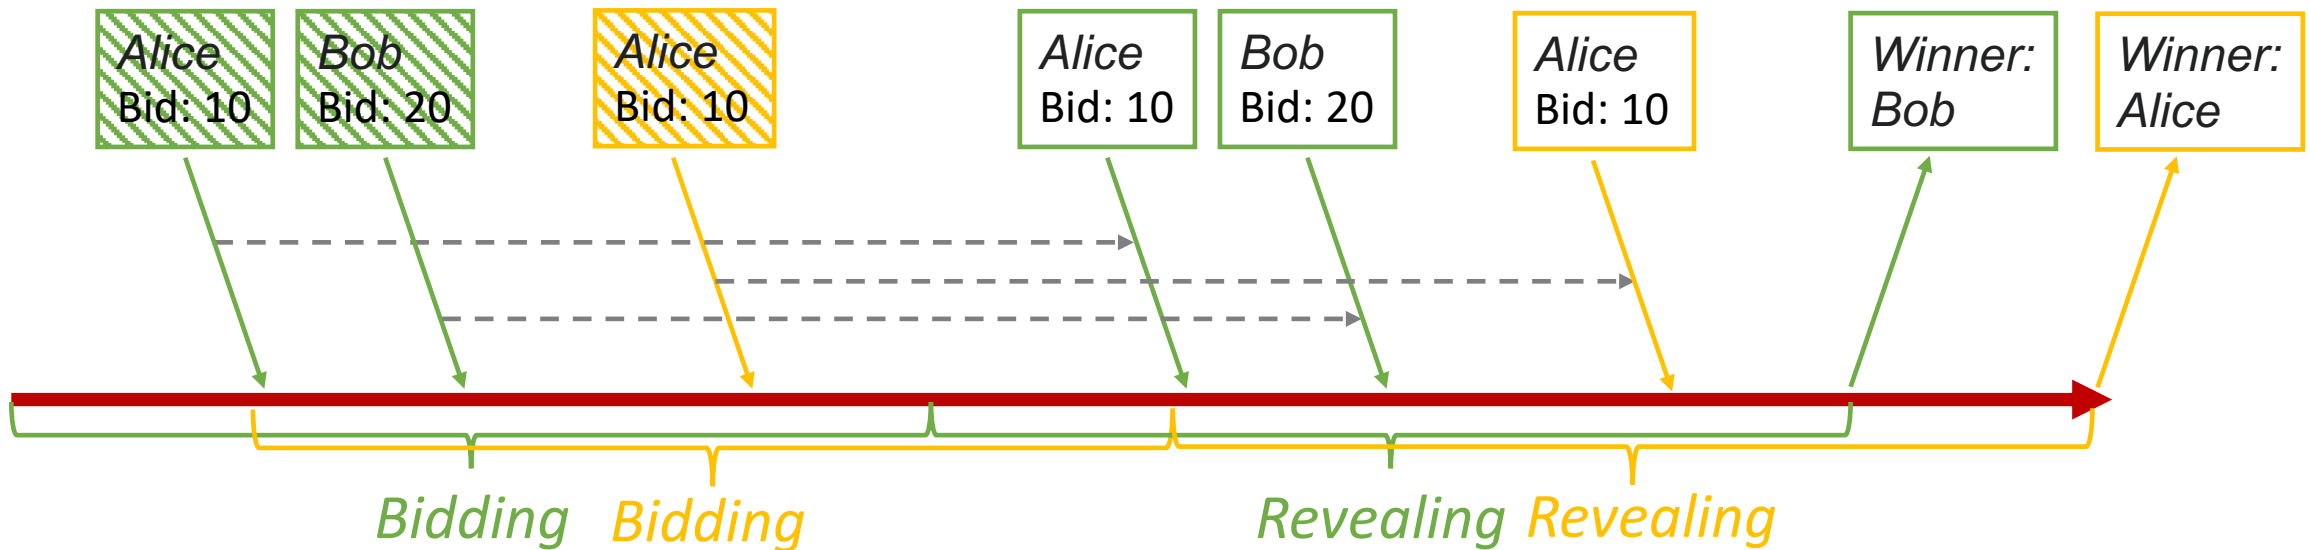 Alice
Bid: 10
Bob
Bid: 20
Alice
Bid: 10
Alice
Bid: 10
Bob
Bid: 20
Alice
Bid: 10
Winner:
Bob
Winner:
Alice
Bidding
Bidding
Revealing
Revealing